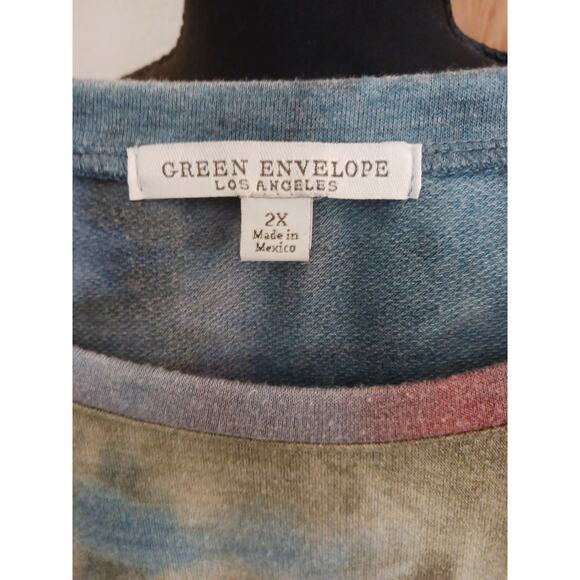 GREEN ENVELOPE
LOS ANGELES
2X
Made in
Mexico